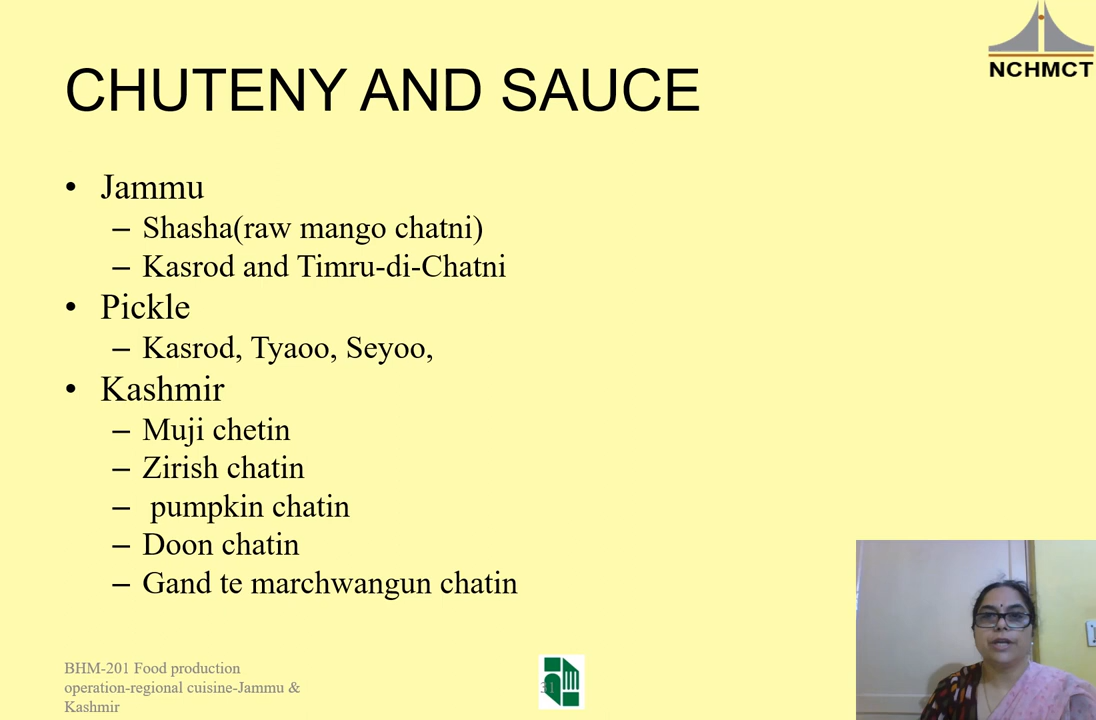 NCHMCT
CHUTENY AND SAUCE
• Jammu
– Shasha(raw mango chatni)
– Kasrod and Timru-di-Chatni
• Pickle
– Kasrod, Tyaoo, Seyoo,
• Kashmir
– Muji chetin
– Zirish chatin
– pumpkin chatin
– Doon chatin
– Gand te marchwangun chatin
BHM-201 Food production
operation-regional cuisine-Jammu &
Kashmir
31